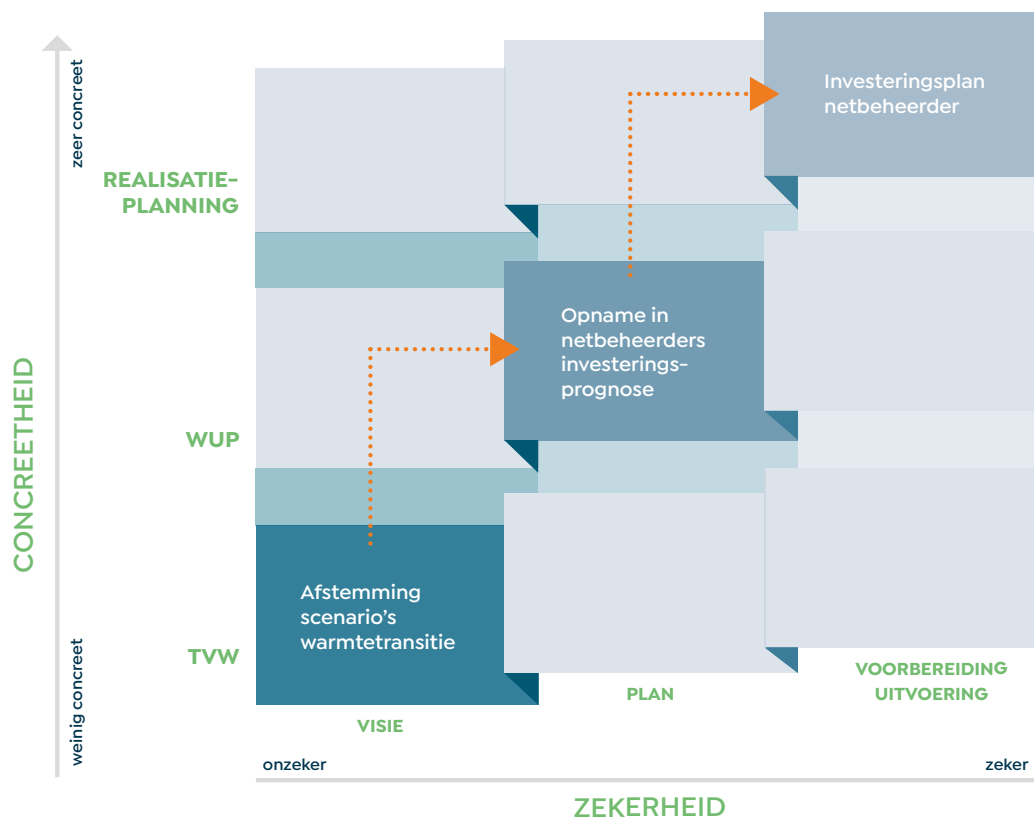 zeer concreet
Investeringsplan
netbeheerder
REALISATIE-
PLANNING
Opname in
netbeheerders
investerings-
prognose
CONCREETHEID
WUP
Afstemming
scenario's
warmtetransitie
TVW
weinig concreet
VISIE
PLAN
VOORBEREIDING
UITVOERING
onzeker
zeker
ZEKERHEID